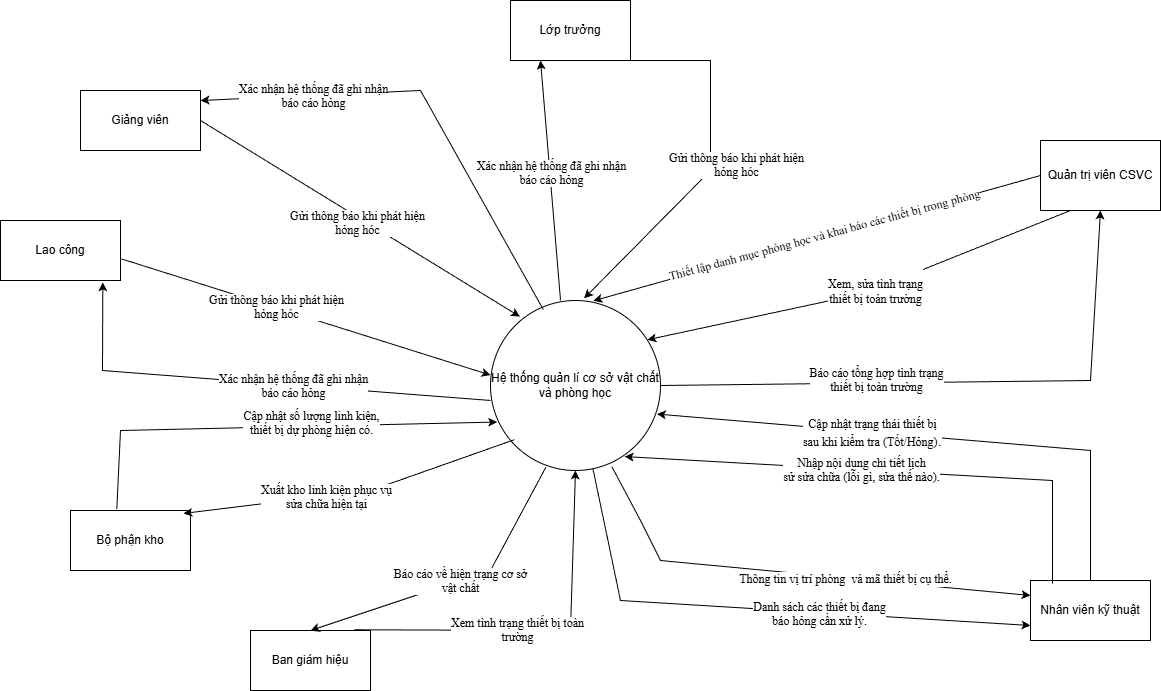 Lớp trưởng
Xác nhận hệ thống đã ghi nhận
báo cáo hỏng
Giảng viên
Xác nhận hệ thống đã ghi nhận
báo cáo hỏng
Gửi thông báo khi phát hiện
hỏng hóc
Quản trị viên CSVC
Thiết lập danh mục phòng học và khai báo các thiết bị trong phòng
Gửi thông báo khi phát hiện
hỏng hóc
Lao công
Gửi thông báo khi phát hiện
hỏng hóc
Xem, sửa tình trạng
thiết bị toàn trường
Hệ thống quản lí cơ sở vật chất
và phòng học
Xác nhận hệ thống đã ghi nhận
báo cáo hỏng
Báo cáo tổng hợp tình trạng
thiết bị toàn trường
Cập nhật số lượng linh kiện,
thiết bị dự phòng hiện có.
Cập nhật trạng thái thiết bị
sau khi kiểm tra (Tốt/Hỏng).
Nhập nội dung chi tiết lịch
sử sửa chữa (lỗi gì, sửa thế nào).
Xuất kho linh kiện phục vụ
sửa chữa hiện tại
Bộ phận kho
Báo cáo về hiện trạng cơ sở
vật chất
Thông tin vị trí phòng và mã thiết bị cụ thể.
Danh sách các thiết bị đang
báo hỏng cần xử lý.
Nhân viên kỹ thuật
Xem tình trạng thiết bị toàn
trường
Ban giám hiệu